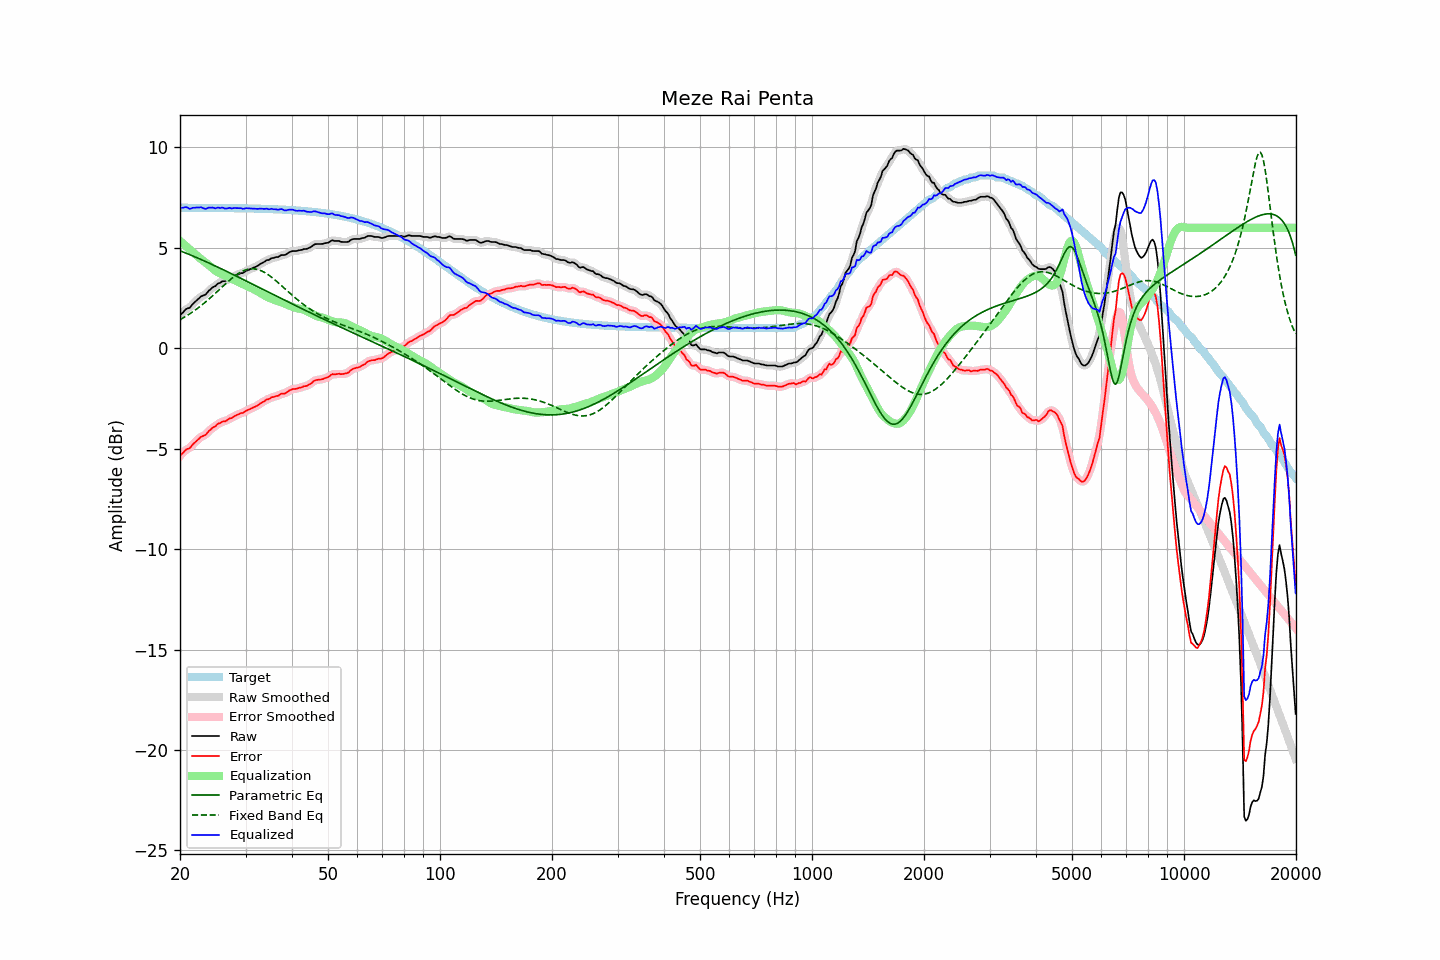 Meze Rai Penta
10
5
0
−5
−10
−15
−20
−25
Amplitude (dBr)
Target
Raw Smoothed
Error Smoothed
Raw
Error
Equalization
Parametric Eq
Fixed Band Eq
Equalized
20 50 100 200 500 1000 2000 5000 10000 20000
Frequency (Hz)